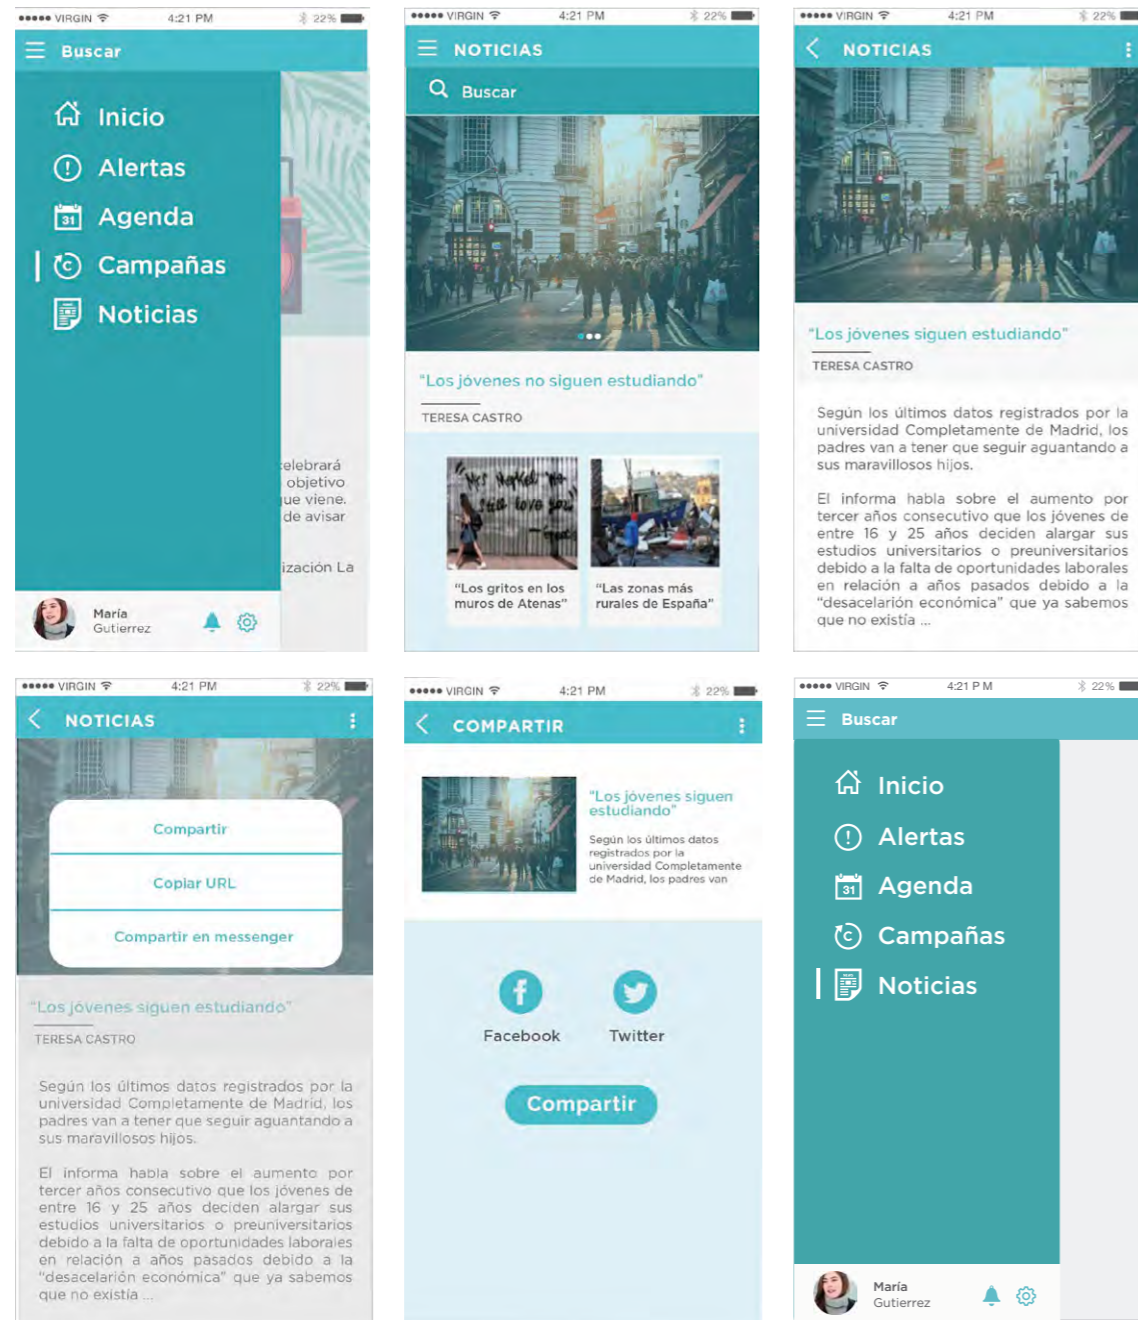 VIRGIN 4:21 PM 22%
Buscar
Inicio
Alertas
31 Agenda
C Campañas
Noticias
celebrará
objetivo
que viene.
de avisar
ización La
María
Gutierrez
VIRGIN 4:21 PM 22%
NOTICIAS
Buscar
"Los jóvenes no siguen estudiando"
TERESA CASTRO
"Mrs Merkel we
still love you"
"Los gritos en los
muros de Atenas"
"Las zonas más
rurales de España"
VIRGIN 4:21 PM 22%
NOTICIAS
"Los jóvenes siguen estudiando"
TERESA CASTRO
Según los últimos datos registrados por la
universidad Completamente de Madrid, los
padres van a tener que seguir aguantando a
sus maravillosos hijos.
El informa habla sobre el aumento por
tercer años consecutivo que los jóvenes de
entre 16 y 25 años deciden alargar sus
estudios universitarios o preuniversitarios
debido a la falta de oportunidades laborales
en relación a años pasados debido a la
"desacelarión económica" que ya sabemos
que no existía ...
VIRGIN 4:21 PM 22%
NOTICIAS
Compartir
Copiar URL
Compartir en messenger
"Los jóvenes siguen estudiando"
TERESA CASTRO
Según los últimos datos registrados por la
universidad Completamente de Madrid, los
padres van a tener que seguir aguantando a
sus maravillosos hijos.
El informa habla sobre el aumento por
tercer años consecutivo que los jóvenes de
entre 16 y 25 años deciden alargar sus
estudios universitarios o preuniversitarios
debido a la falta de oportunidades laborales
en relación a años pasados debido a la
"desacelarión económica" que ya sabemos
que no existía ...
VIRGIN 4:21 PM 22%
COMPARTIR
"Los jóvenes siguen
estudiando"
Según los últimos datos
registrados por la
universidad Completamente
de Madrid, los padres van
Facebook
Twitter
Compartir
VIRGIN 4:21 P M 22%
Buscar
Inicio
Alertas
31 Agenda
C Campañas
Noticias
María
Gutierrez